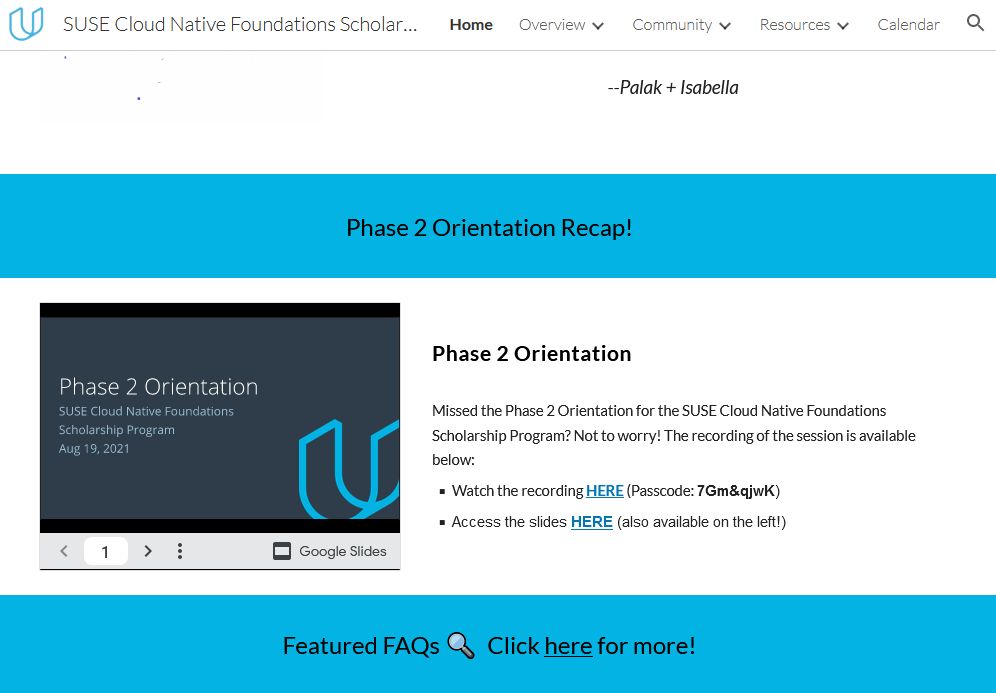 SUSE Cloud Native Foundations Scholar... Home Overview Community Resources Calendar
--Palak + Isabella
Phase 2 Orientation Recap!
Phase 2 Orientation
SUSE Cloud Native Foundations
Scholarship Program
Aug 19, 2021
1 Google Slides
Phase 2 Orientation
Missed the Phase 2 Orientation for the SUSE Cloud Native Foundations
Scholarship Program? Not to worry! The recording of the session is available
below:
Watch the recording HERE (Passcode: 7Gm&qjwK)
Access the slides HERE (also available on the left!)
Featured FAQs 🔍 Click here for more!